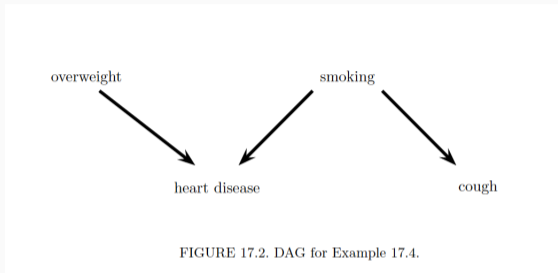 overweight smoking
heart disease cough
FIGURE 17.2. DAG for Example 17.4.